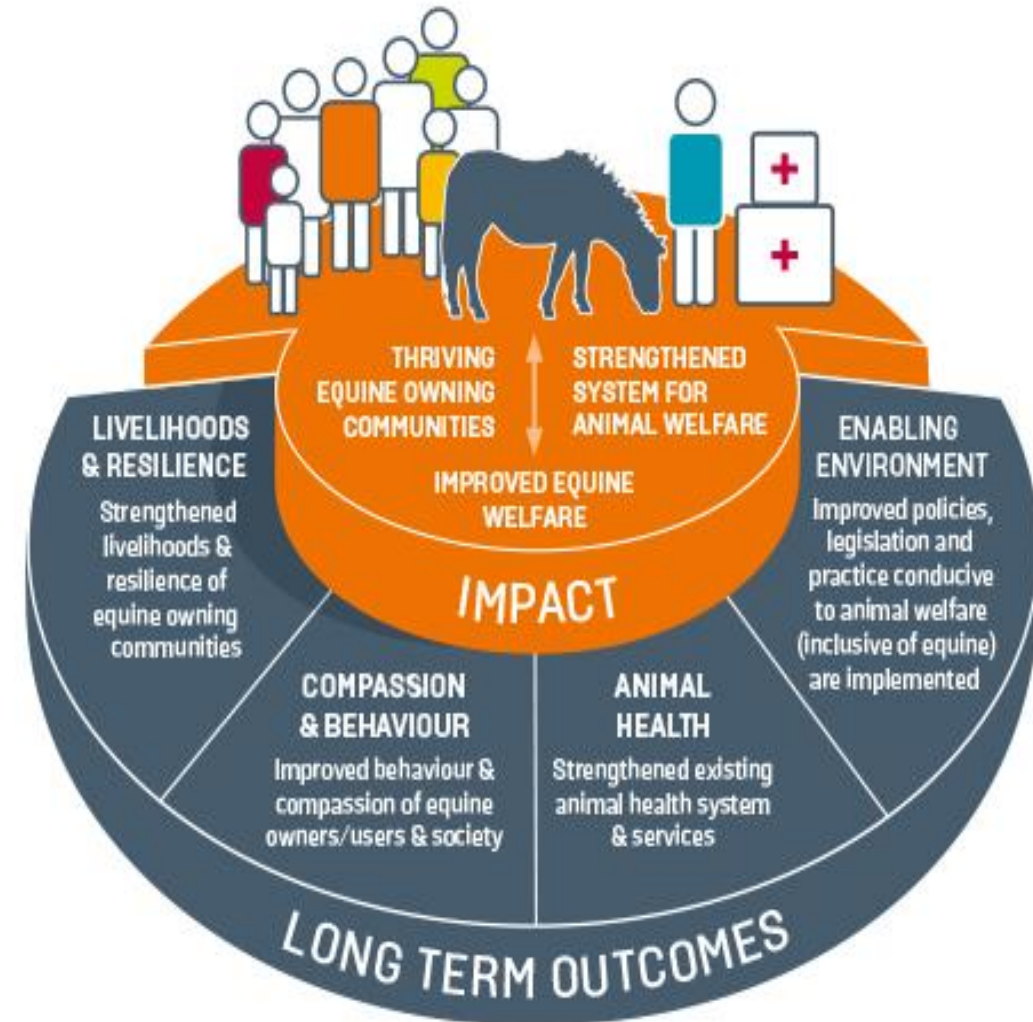 THRIVING
EQUINE OWNING
COMMUNITIES
STRENGTHENED
SYSTEM FOR
ANIMAL WELFARE
IMPROVED EQUINE
WELFARE
IMPACT
LIVELIHOODS
& RESILIENCE
Strengthened
livelihoods &
resilience of
equine owning
communities
COMPASSION
& BEHAVIOUR
Improved behaviour &
compassion of equine
owners/users & society
ANIMAL
HEALTH
Strengthened existing
animal health system
& services
ENABLING
ENVIRONMENT
Improved policies,
legislation and
practice conducive
to animal welfare
(inclusive of equine)
are implemented
LONG TERM OUTCOMES